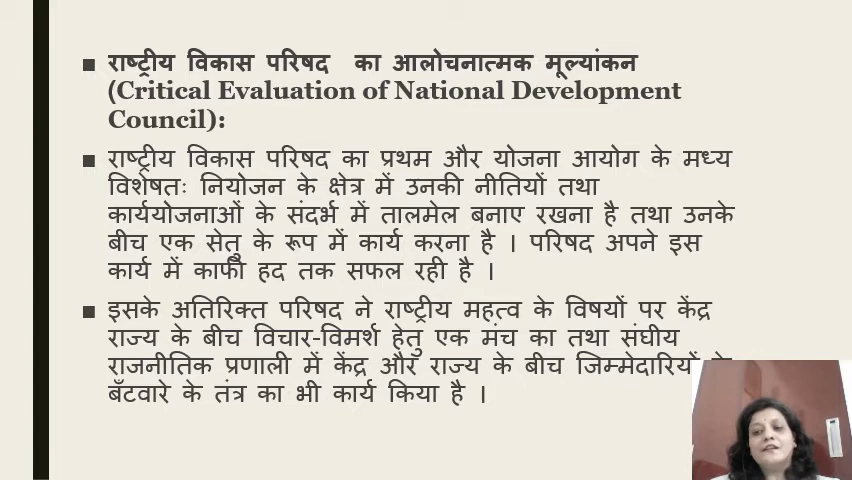 राष्ट्रीय विकास परिषद का आलोचनात्मक मूल्यांकन
(Critical Evaluation of National Development
Council):
राष्ट्रीय विकास परिषद का प्रथम और योजना आयोग के मध्य
विशेषतः नियोजन के क्षेत्र में उनकी नीतियों तथा
कार्ययोजनाओं के संदर्भ में तालमेल बनाए रखना है तथा उनके
बीच एक सेतु के रूप में कार्य करना है । परिषद अपने इस
कार्य में काफी हद तक सफल रही है ।
इसके अतिरिक्त परिषद ने राष्ट्रीय महत्व के विषयों पर केंद्र
राज्य के बीच विचार-विमर्श हेतु एक मंच का तथा संघीय
राजनीतिक प्रणाली में केंद्र और राज्य के बीच जिम्मेदारियों
बँटवारे के तंत्र का भी कार्य किया है ।